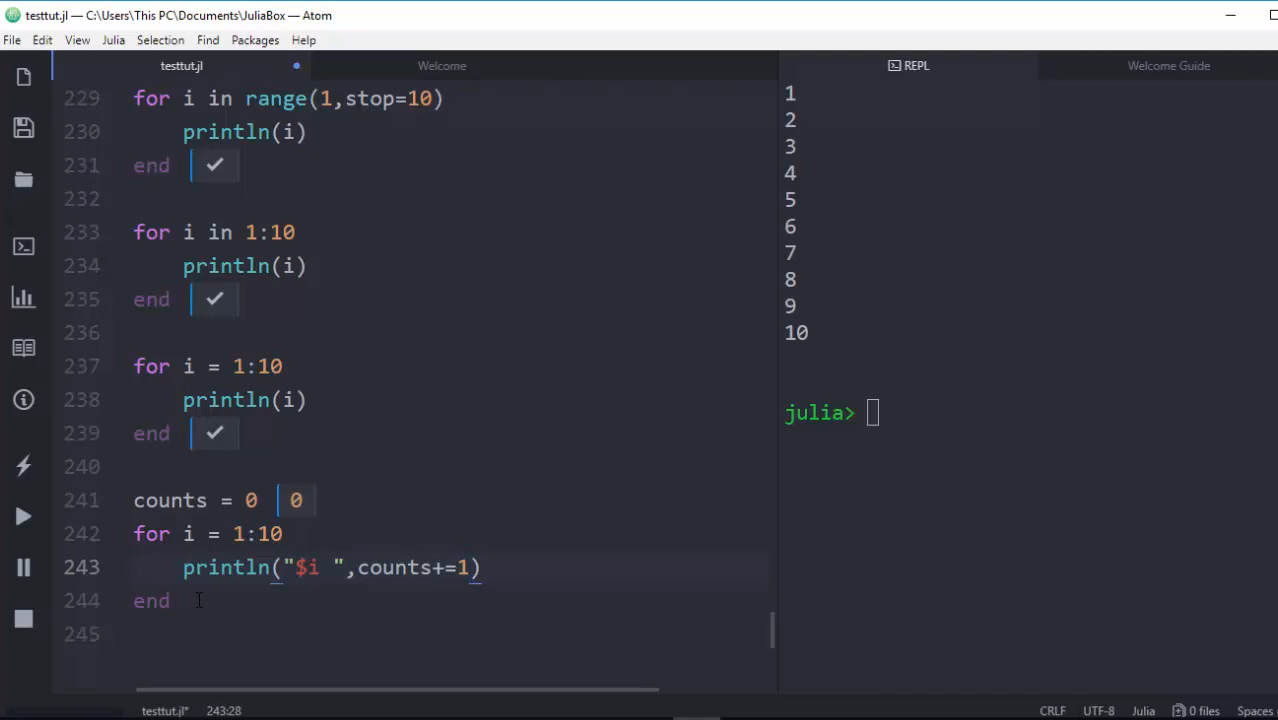 testtut.jl — C:\Users\This PC\Documents\JuliaBox — Atom
File Edit View Julia Selection Find Packages Help
testtut.jl Welcome REPL Welcome Guide
229 for i in range(1,stop=10)
230     println(i)
231 end ✓
232
233 for i in 1:10
234     println(i)
235 end ✓
236
237 for i = 1:10
238     println(i)
239 end ✓
240
241 counts = 0 0
242 for i = 1:10
243     println("$i ",counts+=1)
244 end
245
1
2
3
4
5
6
7
8
9
10
julia>
testtut.jl* 243:28 CRLF UTF-8 Julia 0 files Spaces